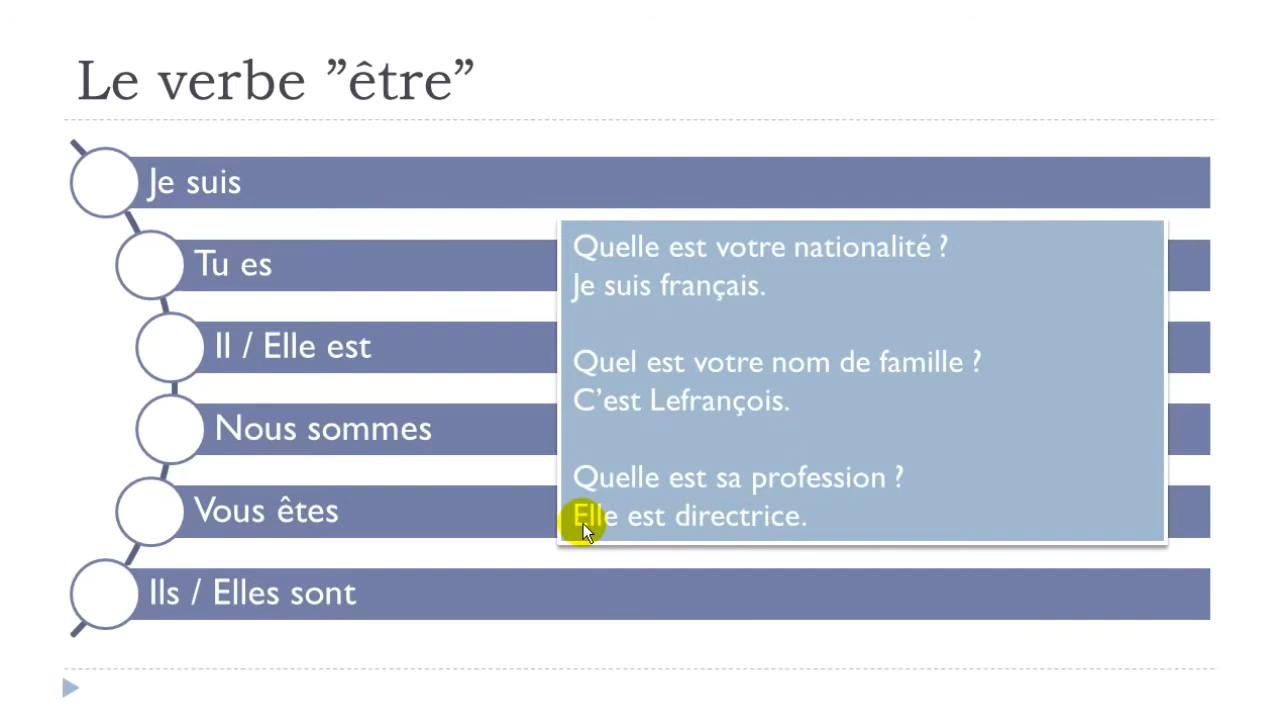 Le verbe ”être”
Je suis
Tu es
Il / Elle est
Nous sommes
Vous êtes
Ils / Elles sont
Quelle est votre nationalité ?
Je suis français.
Quel est votre nom de famille ?
C’est Lefrançois.
Quelle est sa profession ?
Elle est directrice.